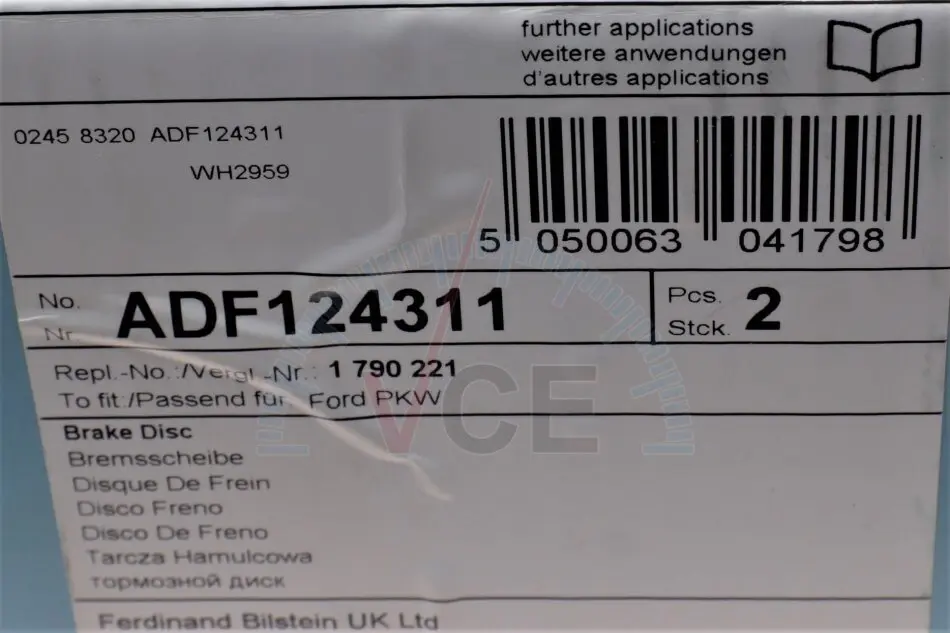 further applications
weitere anwendungen
d'autres applications
0245 8320 ADF124311
WH2959
5 050063 041798
No.
Nr. ADF124311
Pcs.
Stck. 2
Repl.-No.:/Vergl.-Nr.: 1 790 221
To fit:/Passend für: Ford PKW
VCE
Brake Disc
Bremsscheibe
Disque De Frein
Disco Freno
Disco De Freno
Tarcza Hamulcowa
тормозной диск
Ferdinand Bilstein UK Ltd